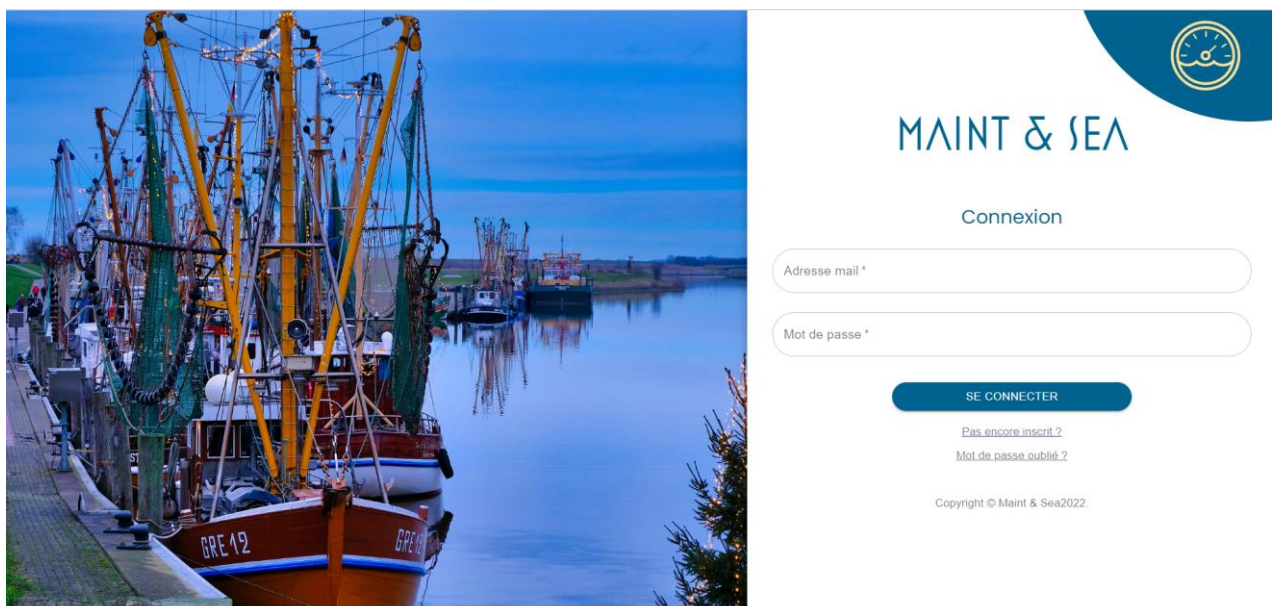 MAINT & SEA
Connexion
Adresse mail *
Mot de passe *
SE CONNECTER
Pas encore inscrit ?
Mot de passe oublié ?
Copyright © Maint & Sea2022.
GRE 12
GRE